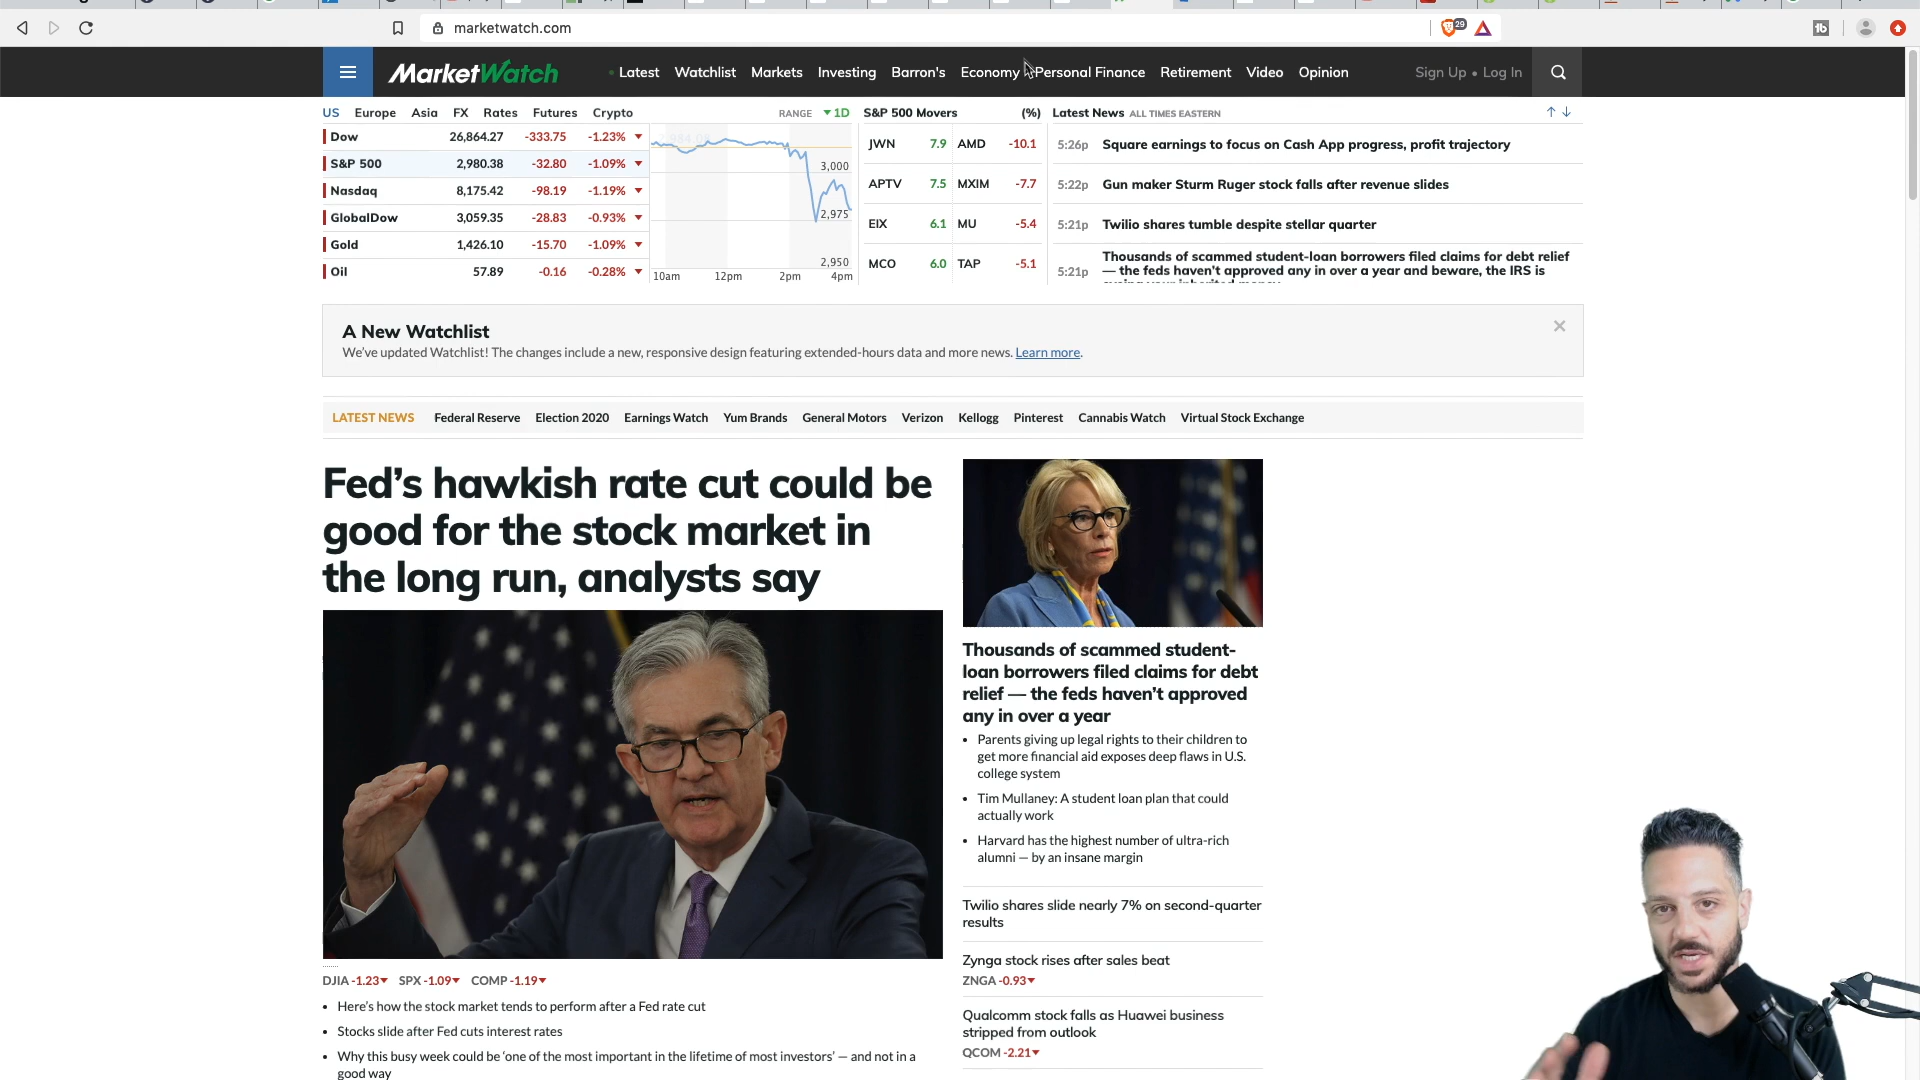 marketwatch.com
29
MarketWatch
Latest Watchlist Markets Investing Barron's Economy Personal Finance Retirement Video Opinion
Sign Up • Log In
US Europe Asia FX Rates Futures Crypto
RANGE 1D
Dow 26,864.27 -333.75 -1.23%
S&P 500 2,980.38 -32.80 -1.09%
Nasdaq 8,175.42 -98.19 -1.19%
GlobalDow 3,059.35 -28.83 -0.93%
Gold 1,426.10 -15.70 -1.09%
Oil 57.89 -0.16 -0.28%
3,000
2,975
2,950
10am 12pm 2pm 4pm
S&P 500 Movers (%)
JWN 7.9 AMD -10.1
APTV 7.5 MXIM -7.7
EIX 6.1 MU -5.4
MCO 6.0 TAP -5.1
Latest News ALL TIMES EASTERN
5:26p Square earnings to focus on Cash App progress, profit trajectory
5:22p Gun maker Sturm Ruger stock falls after revenue slides
5:21p Twilio shares tumble despite stellar quarter
5:21p Thousands of scammed student-loan borrowers filed claims for debt relief
— the feds haven't approved any in over a year and beware, the IRS is
A New Watchlist
We've updated Watchlist! The changes include a new, responsive design featuring extended-hours data and more news. Learn more.
LATEST NEWS Federal Reserve Election 2020 Earnings Watch Yum Brands General Motors Verizon Kellogg Pinterest Cannabis Watch Virtual Stock Exchange
Fed's hawkish rate cut could be
good for the stock market in
the long run, analysts say
DJIA -1.23 SPX -1.09 COMP -1.19
• Here's how the stock market tends to perform after a Fed rate cut
• Stocks slide after Fed cuts interest rates
• Why this busy week could be 'one of the most important in the lifetime of most investors' — and not in a
good way
Thousands of scammed student-
loan borrowers filed claims for debt
relief — the feds haven't approved
any in over a year
• Parents giving up legal rights to their children to
get more financial aid exposes deep flaws in U.S.
college system
• Tim Mullaney: A student loan plan that could
actually work
• Harvard has the highest number of ultra-rich
alumni — by an insane margin
Twilio shares slide nearly 7% on second-quarter
results
Zynga stock rises after sales beat
ZNGA -0.93
Qualcomm stock falls as Huawei business
stripped from outlook
QCOM -2.21